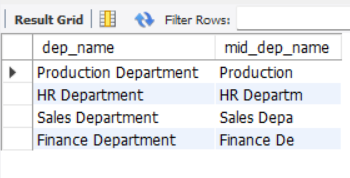 Result Grid Filter Rows:
dep_name mid_dep_name
Production Department Production
HR Department HR Departm
Sales Department Sales Depa
Finance Department Finance De